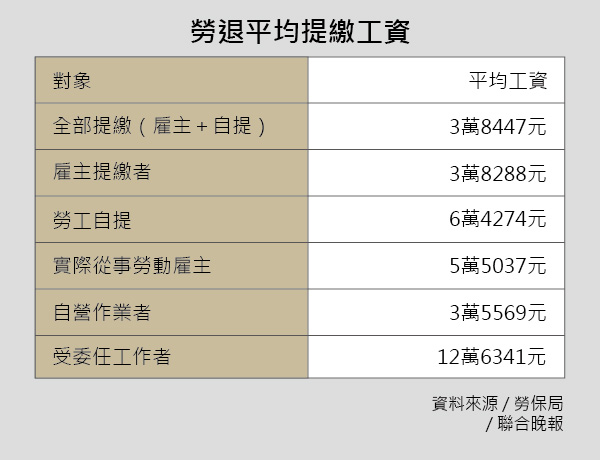 勞退平均提繳工資
對象 平均工資
全部提繳（雇主＋自提） 3萬8447元
雇主提繳者 3萬8288元
勞工自提 6萬4274元
實際從事勞動雇主 5萬5037元
自營作業者 3萬5569元
受委任工作者 12萬6341元
資料來源 / 勞保局
/ 聯合晚報